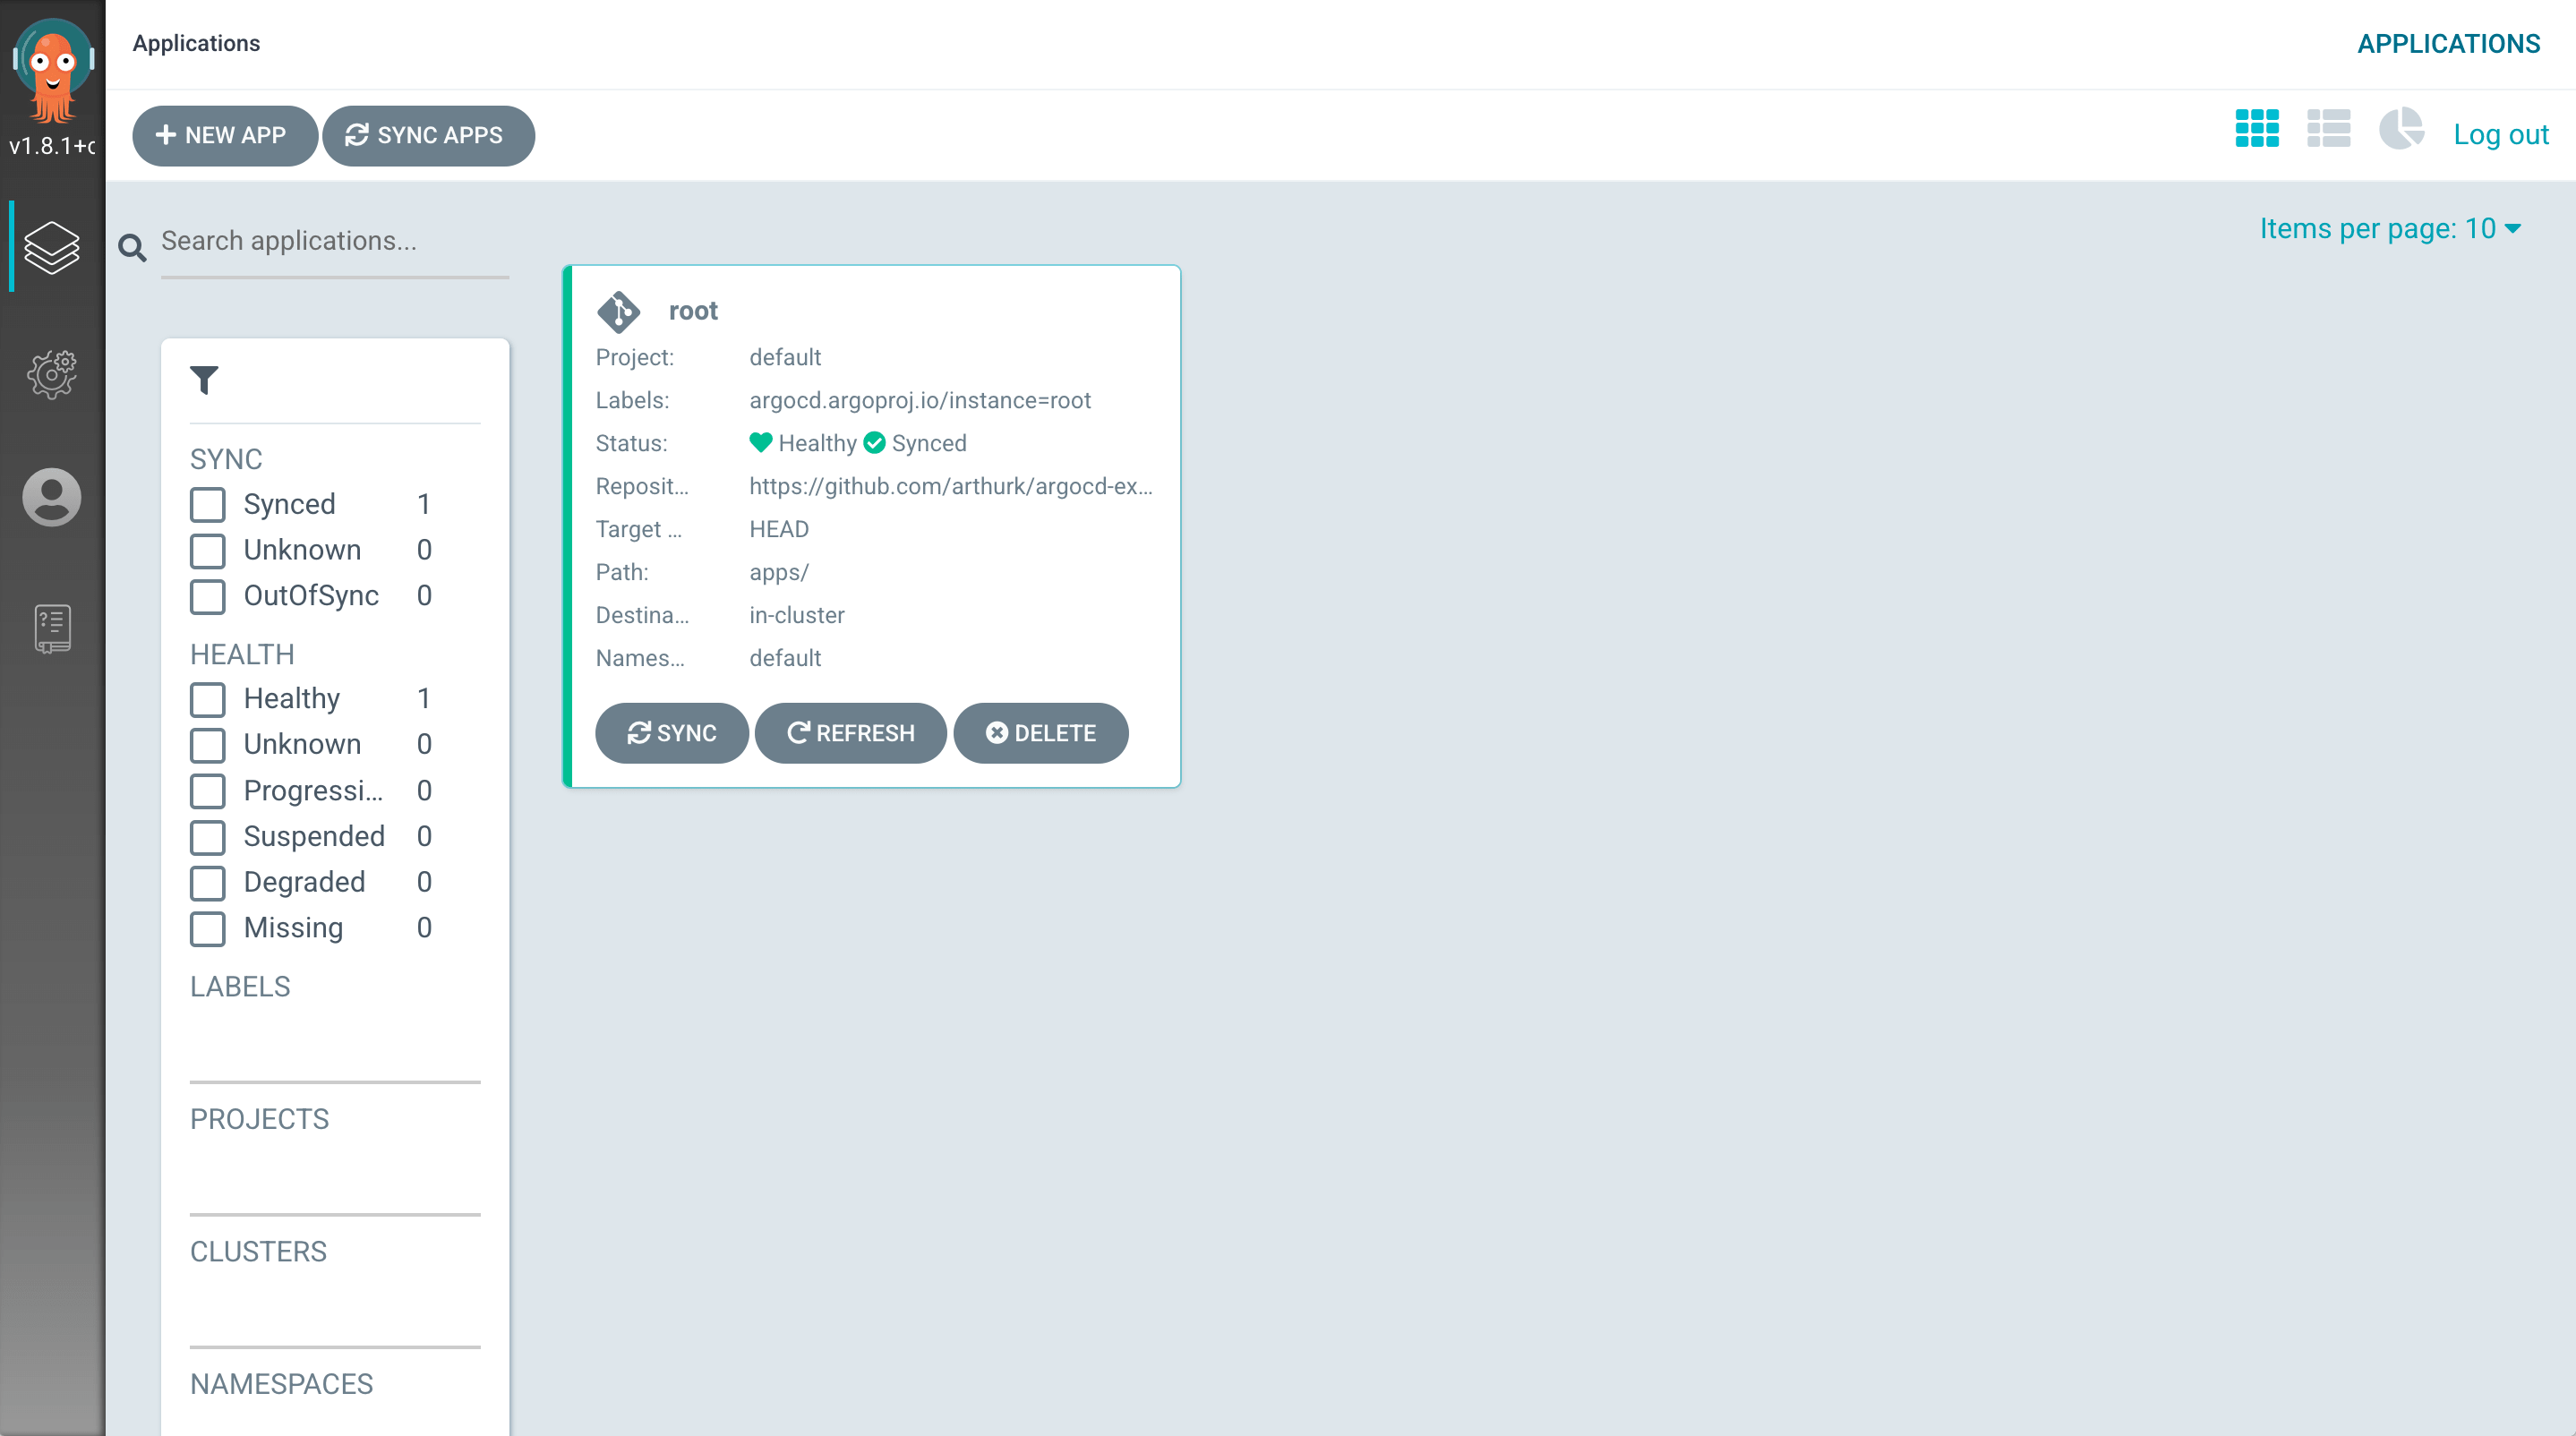 Applications
APPLICATIONS
v1.8.1+
NEW APP
SYNC APPS
Log out
Search applications...
Items per page: 10
SYNC
Synced 1
Unknown 0
OutOfSync 0
HEALTH
Healthy 1
Unknown 0
Progressi... 0
Suspended 0
Degraded 0
Missing 0
LABELS
PROJECTS
CLUSTERS
NAMESPACES
root
Project: default
Labels: argocd.argoproj.io/instance=root
Status: Healthy Synced
Reposit... https://github.com/arthurk/argocd-ex...
Target ... HEAD
Path: apps/
Destina... in-cluster
Names... default
SYNC
REFRESH
DELETE